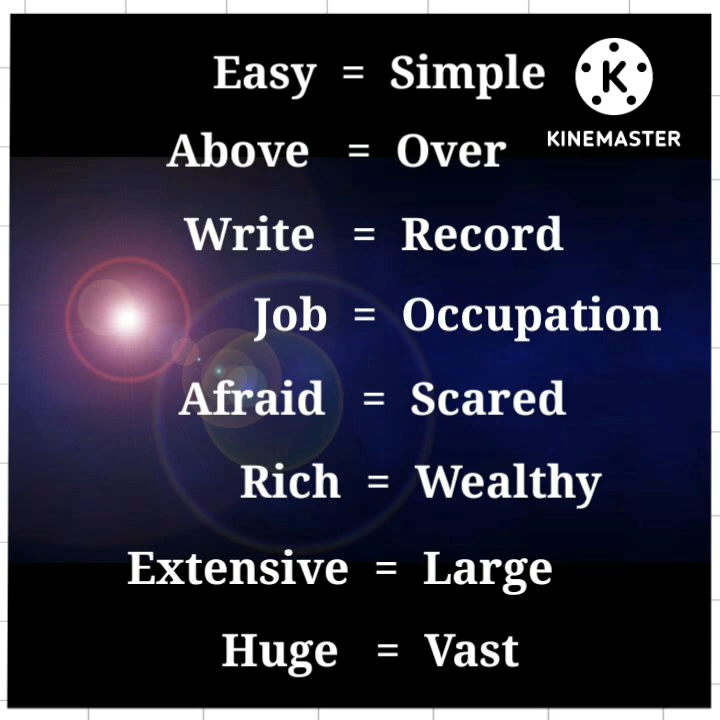 Easy = Simple
K
KINEMASTER
Above = Over
Write = Record
Job = Occupation
Afraid = Scared
Rich = Wealthy
Extensive = Large
Huge = Vast